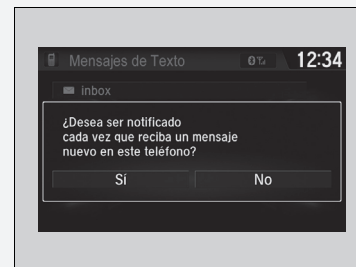 Mensajes de Texto
12:34
inbox
¿Desea ser notificado
cada vez que reciba un mensaje
nuevo en este teléfono?
Sí
No